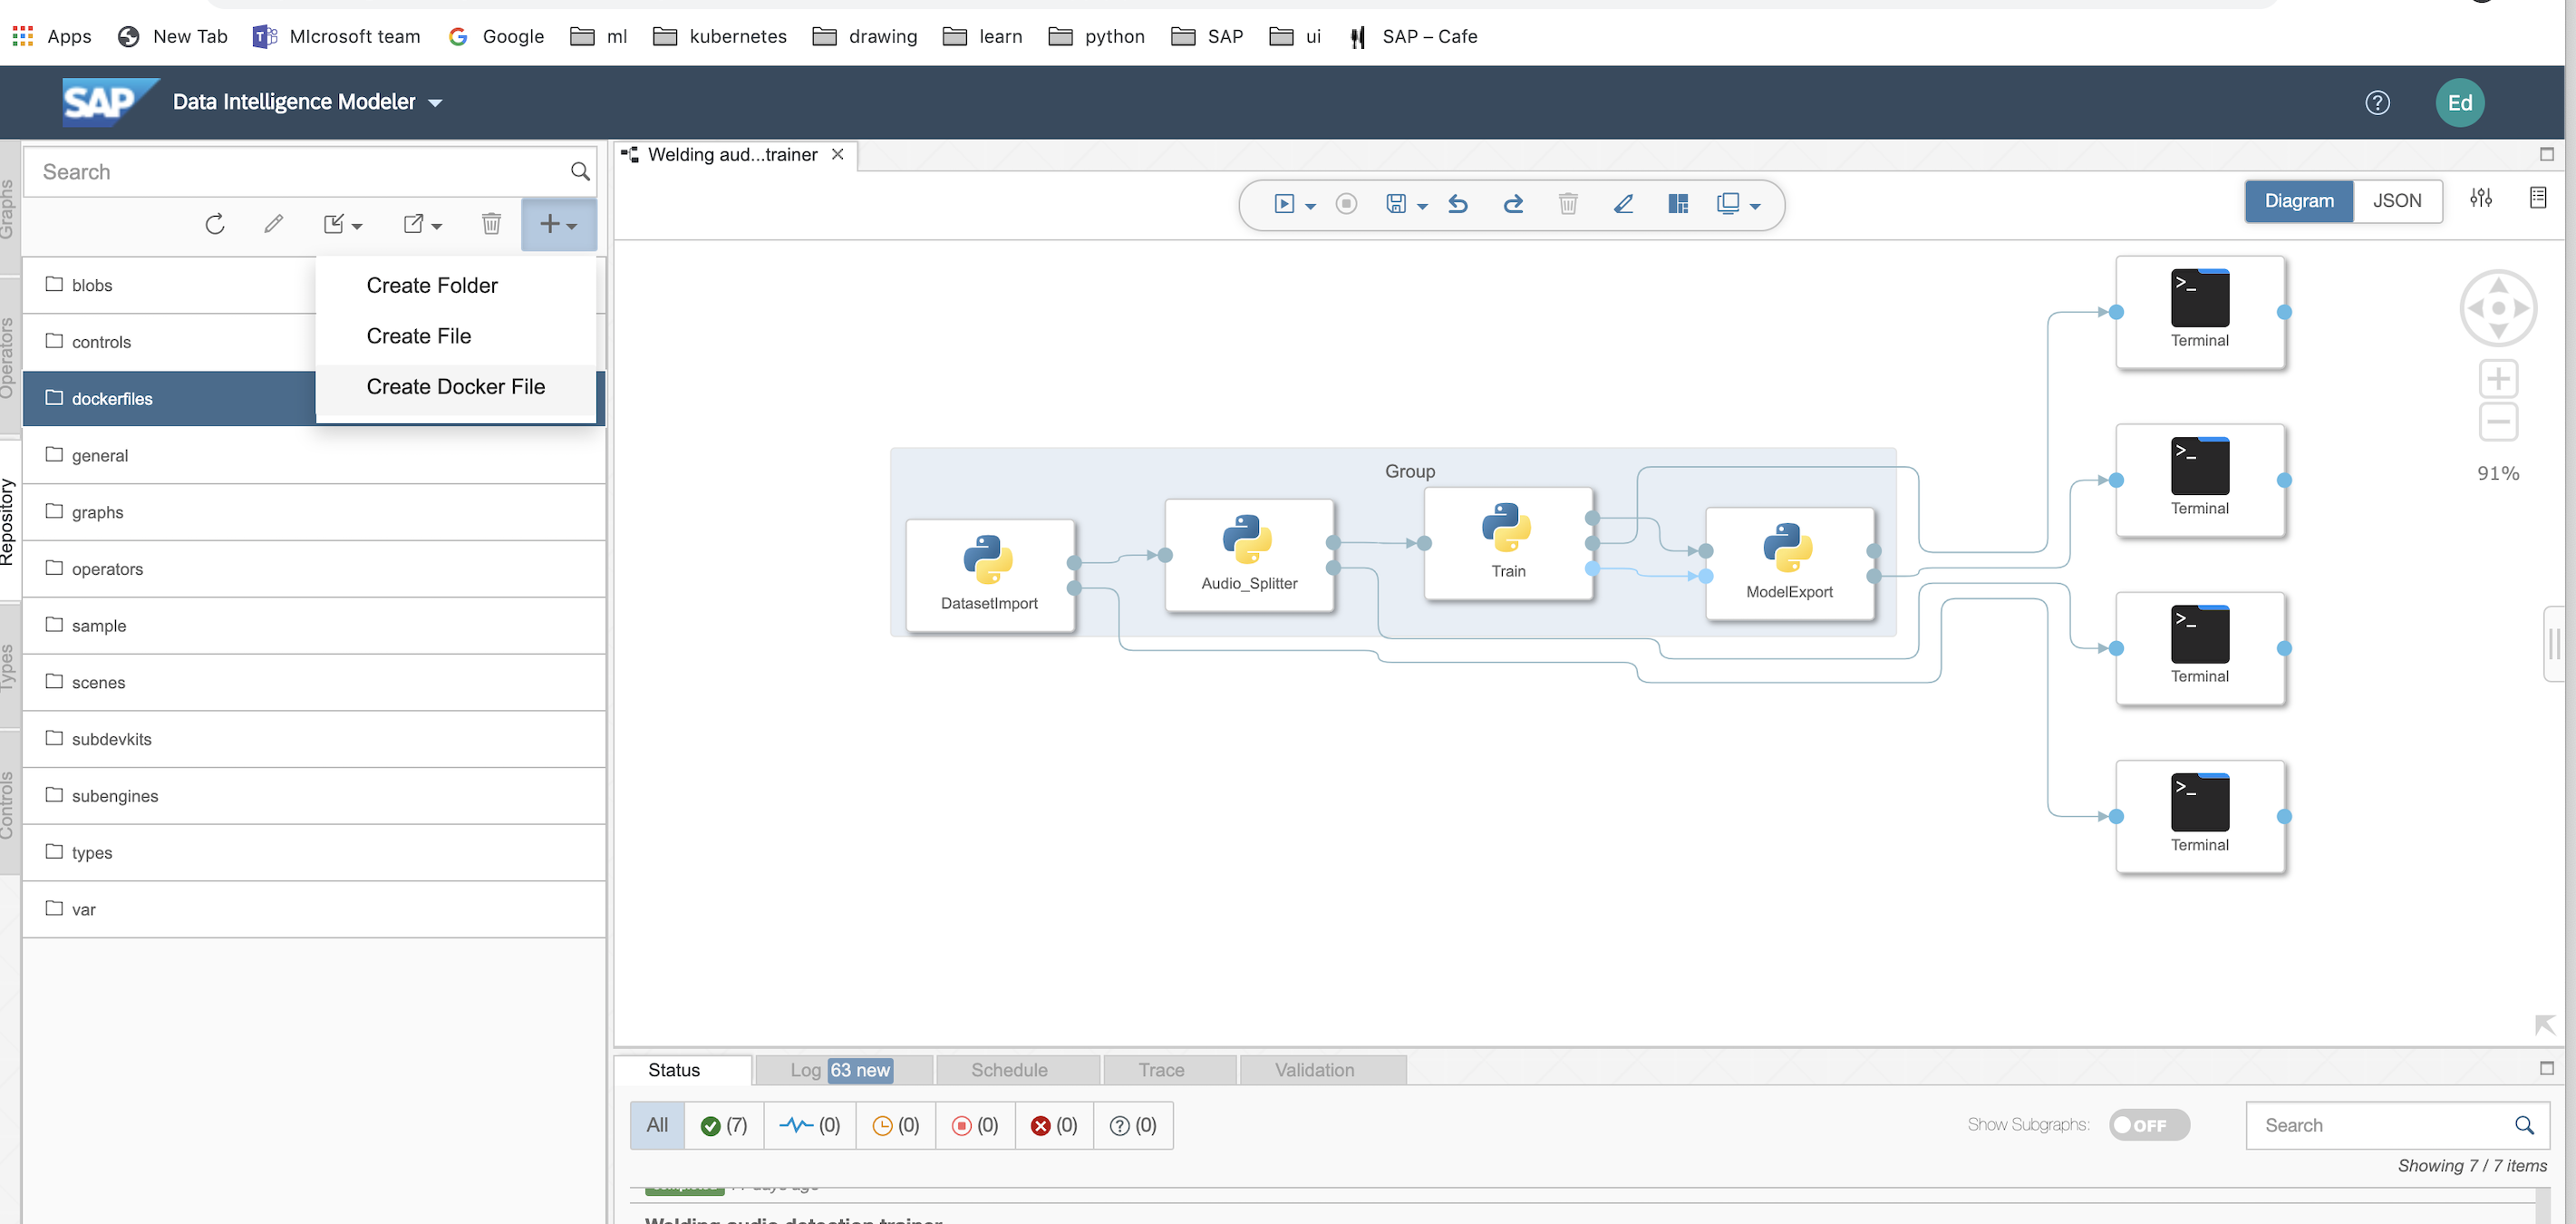 Apps New Tab MIcrosoft team Google ml kubernetes drawing learn python SAP ui SAP – Cafe
SAP Data Intelligence Modeler Ed
Search
Create Folder
Create File
Create Docker File
Graphs
Operators
Repository
Types
Controls
blobs
controls
dockerfiles
general
graphs
operators
sample
scenes
subdevkits
subengines
types
var
Welding aud...trainer
Diagram JSON
91%
Group
DatasetImport
Audio_Splitter
Train
ModelExport
>_
Terminal
>_
Terminal
>_
Terminal
>_
Terminal
Status Log 63 new Schedule Trace Validation
All (7) (0) (0) (0) (0) (0)
Show Subgraphs: OFF
Search
Showing 7 / 7 items
Welding audio detection trainer